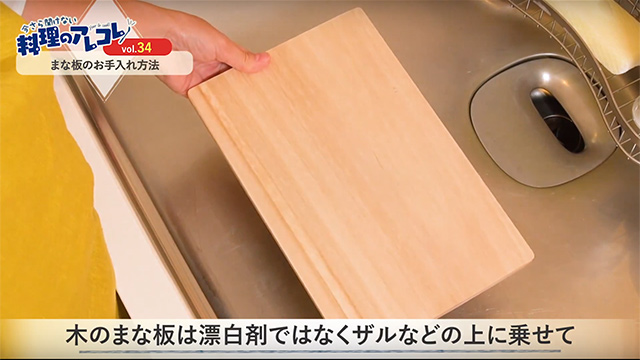 今さら聞けない
料理のアレコレ
vol.34
まな板のお手入れ方法
木のまな板は漂白剤ではなくザルなどの上に乗せて